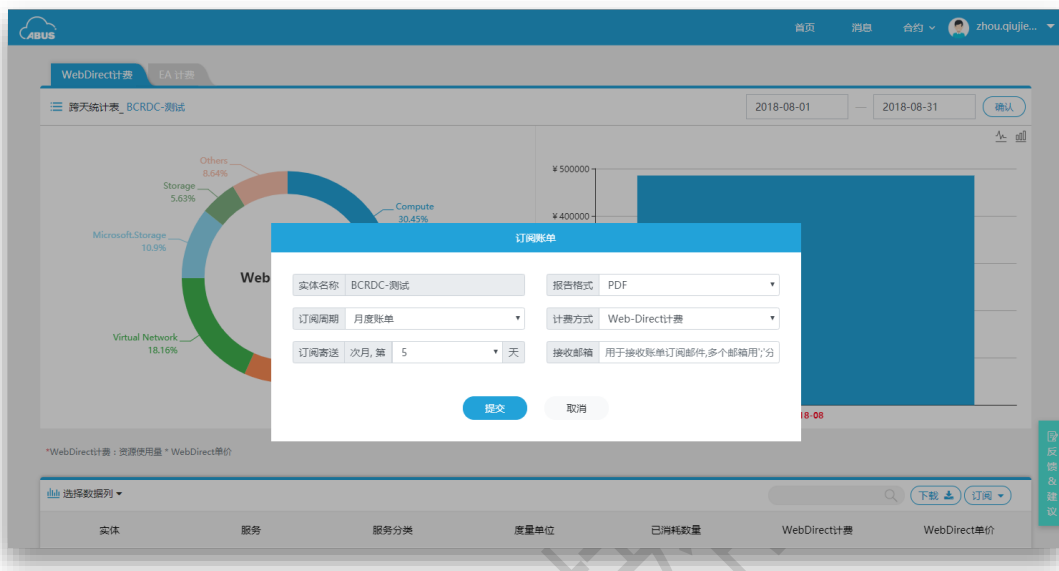 ABUS
首页 消息 合约 zhou.qiujie...
WebDirect计费 EA 计费
跨天统计表_BCRDC-测试 2018-08-01 — 2018-08-31 确认
Others
8.64%
Storage
5.63%
Compute
30.45%
Microsoft.Storage
10.9%
Web
Virtual Network
18.16%
¥ 500000
¥ 400000
订阅账单
实体名称 BCRDC-测试 报告格式 PDF
订阅周期 月度账单 计费方式 Web-Direct计费
订阅寄送 次月, 第 5 天 接收邮箱 用于接收账单订阅邮件,多个邮箱用';'分
提交 取消
18-08
*WebDirect计费:资源使用量 * WebDirect单价
反馈&建议
选择数据列 下载 订阅
实体 服务 服务分类 度量单位 已消耗数量 WebDirect计费 WebDirect单价